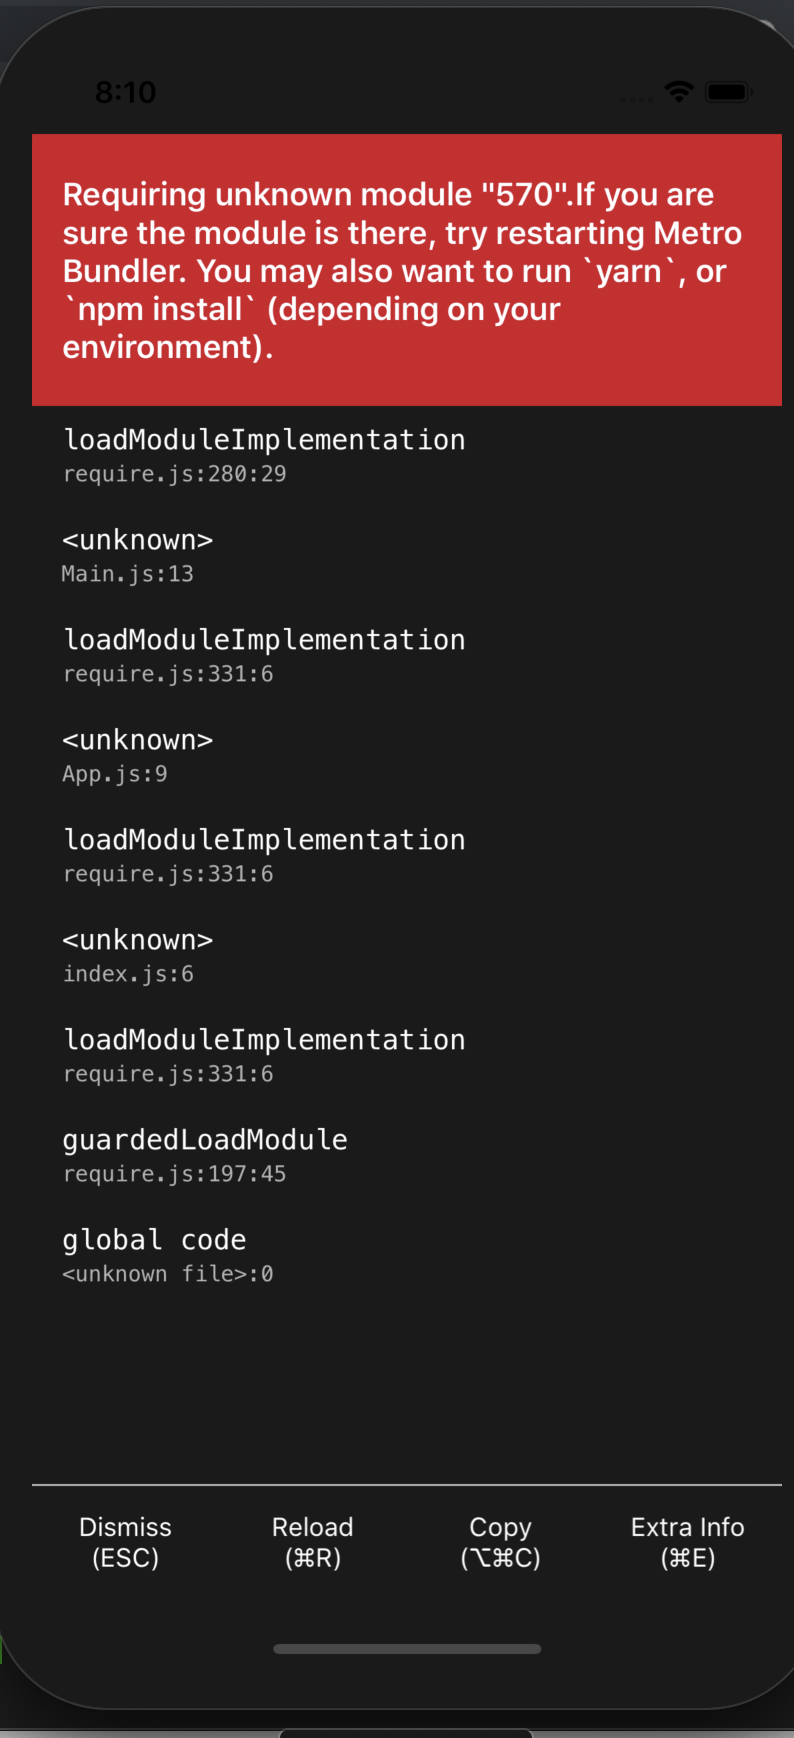 8:10
Requiring unknown module "570".If you are
sure the module is there, try restarting Metro
Bundler. You may also want to run `yarn`, or
`npm install` (depending on your
environment).
loadModuleImplementation
require.js:280:29
<unknown>
Main.js:13
loadModuleImplementation
require.js:331:6
<unknown>
App.js:9
loadModuleImplementation
require.js:331:6
<unknown>
index.js:6
loadModuleImplementation
require.js:331:6
guardedLoadModule
require.js:197:45
global code
<unknown file>:0
Dismiss Reload Copy Extra Info
(ESC) (⌘R) (⌥⌘C) (⌘E)